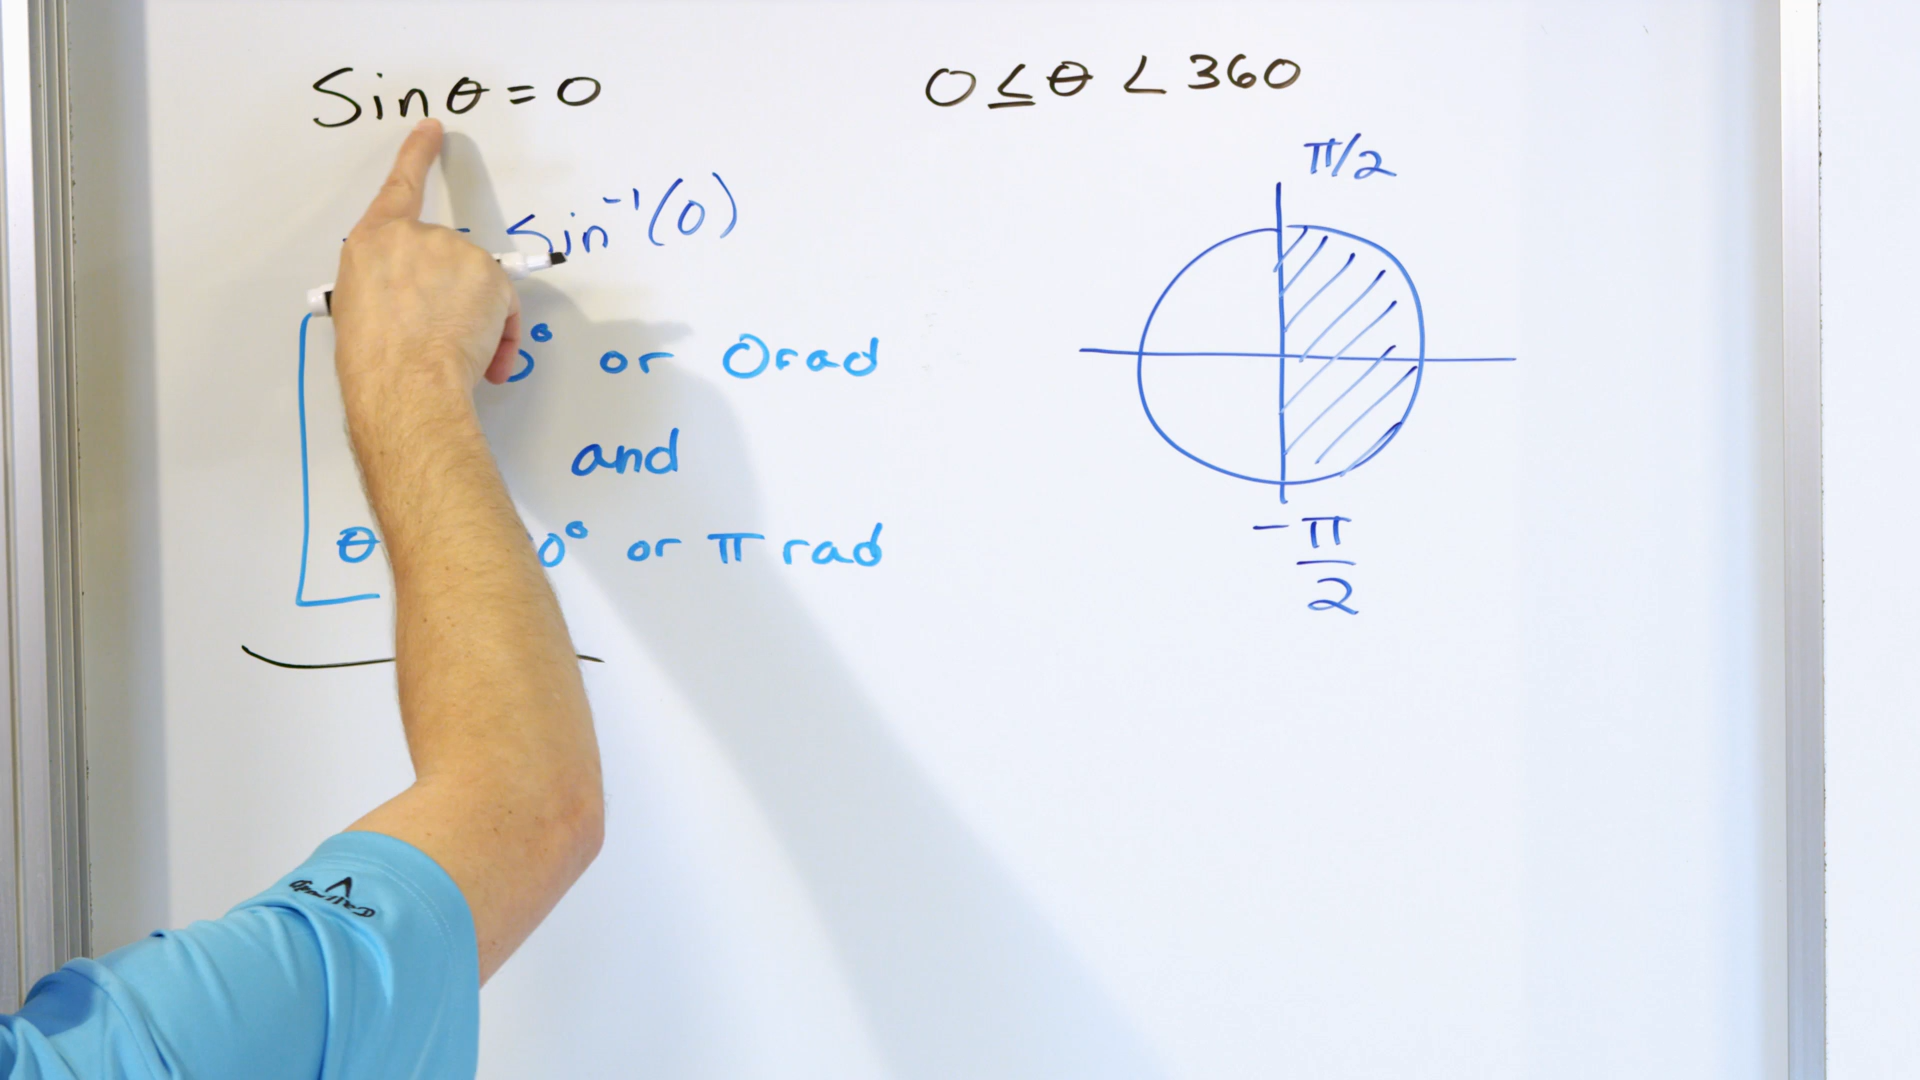 Sinθ = 0
0 ≤ θ < 360
π/2
Sin⁻¹(0)
° or 0 rad
and
θ 0° or π rad
-π/2